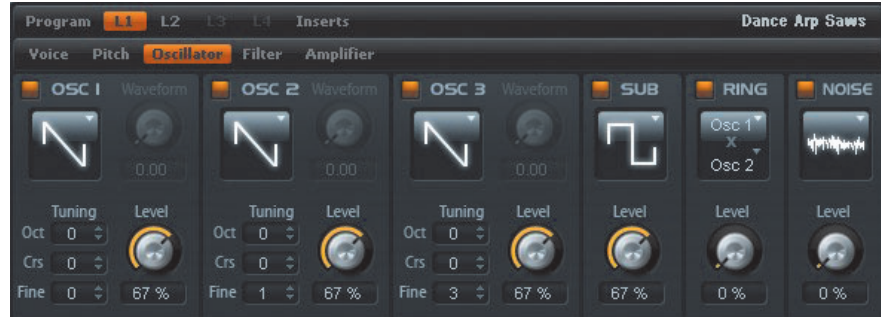 Program L1 L2 L3 L4 Inserts Dance Arp Saws
Voice Pitch Oscillator Filter Amplifier
OSC 1 Waveform OSC 2 Waveform OSC 3 Waveform SUB RING NOISE
Osc 1
X
0.00 0.00 0.00 Osc 2
Tuning Level Tuning Level Tuning Level Level Level Level
Oct 0 Oct 0 Oct 0
Crs 0 Crs 0 Crs 0
Fine 0 67 % Fine 1 67 % Fine 3 67 % 67 % 0 % 0 %